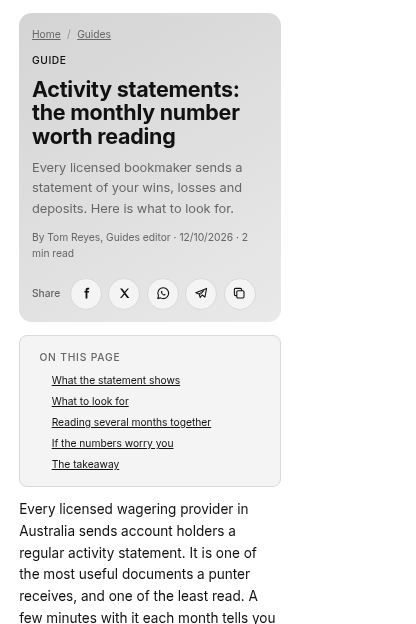 Home / Guides
GUIDE
Activity statements:
the monthly number
worth reading
Every licensed bookmaker sends a
statement of your wins, losses and
deposits. Here is what to look for.
By Tom Reyes, Guides editor · 12/10/2026 · 2
min read
Share
ON THIS PAGE
What the statement shows
What to look for
Reading several months together
If the numbers worry you
The takeaway
Every licensed wagering provider in
Australia sends account holders a
regular activity statement. It is one of
the most useful documents a punter
receives, and one of the least read. A
few minutes with it each month tells you